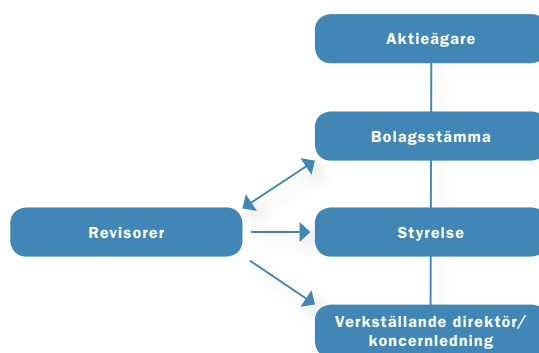 Aktieägare
Bolagsstämma
Revisorer
Styrelse
Verkställande direktör/
koncernledning